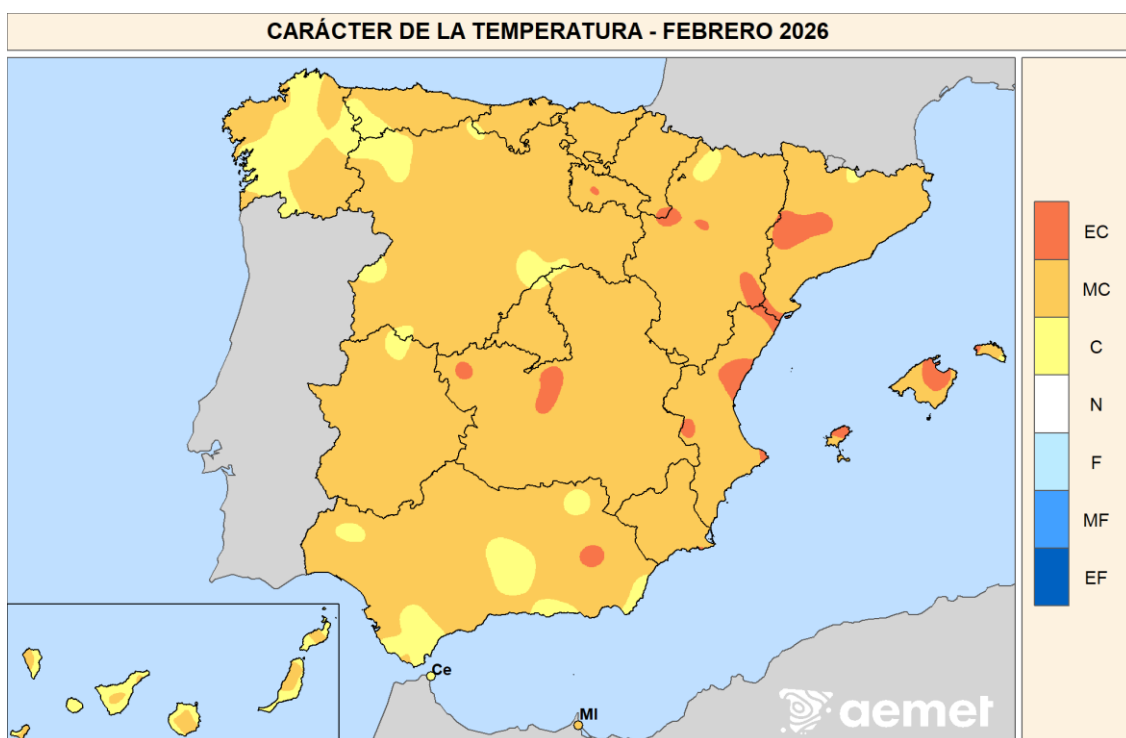 CARÁCTER DE LA TEMPERATURA - FEBRERO 2026
EC
MC
C
N
F
MF
EF
Ce
Ml
aemet